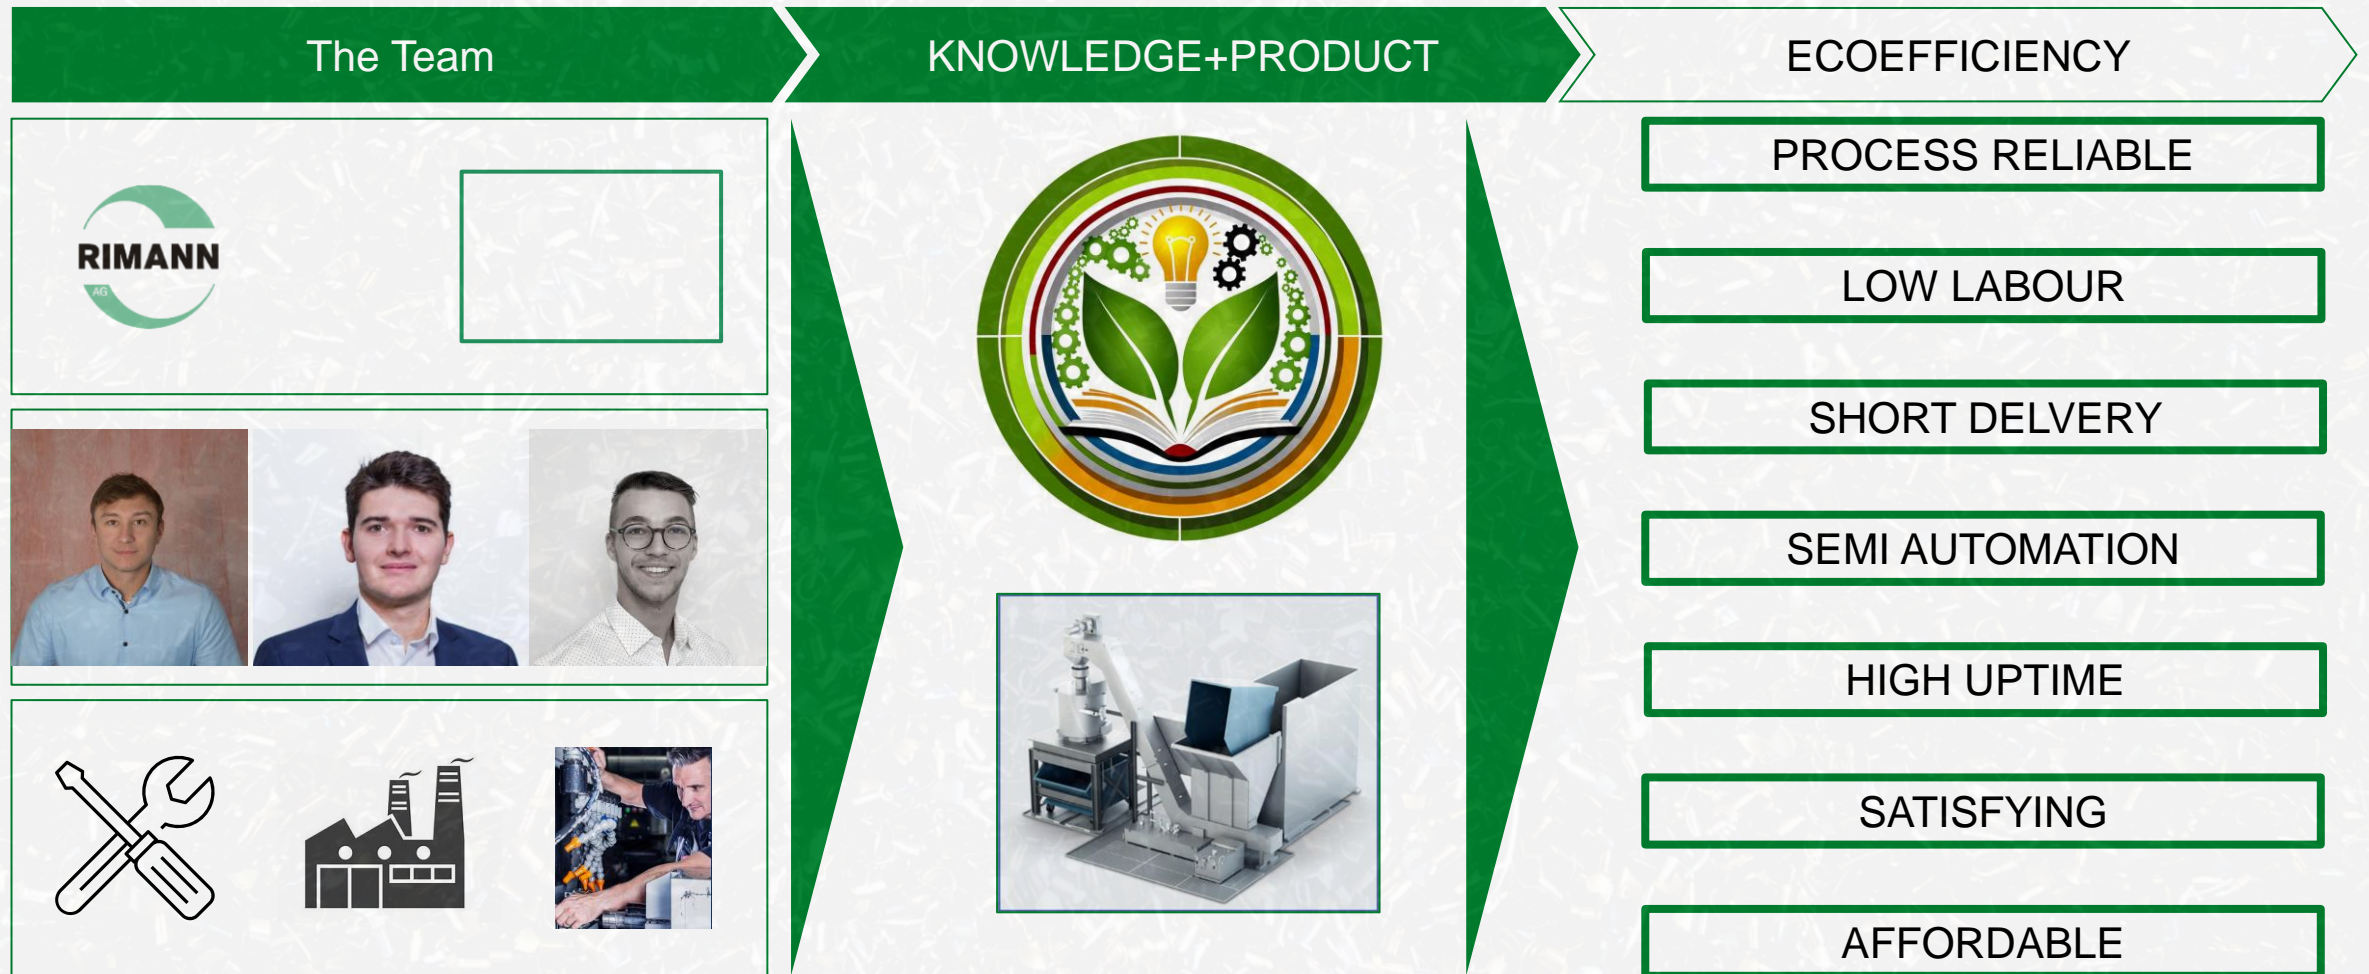 The Team
KNOWLEDGE+PRODUCT
ECOEFFICIENCY
RIMANN
AG
PROCESS RELIABLE
LOW LABOUR
SHORT DELVERY
SEMI AUTOMATION
HIGH UPTIME
SATISFYING
AFFORDABLE